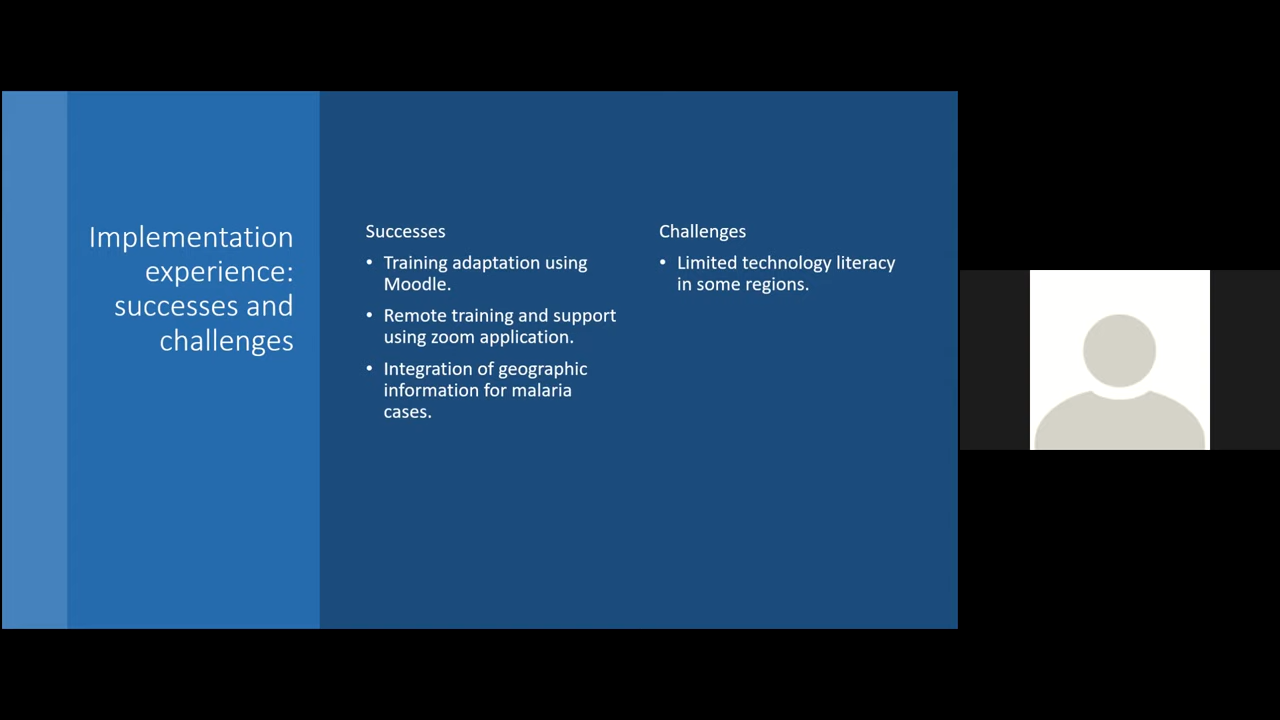 Implementation
experience:
successes and
challenges
Successes
• Training adaptation using
Moodle.
• Remote training and support
using zoom application.
• Integration of geographic
information for malaria
cases.
Challenges
• Limited technology literacy
in some regions.